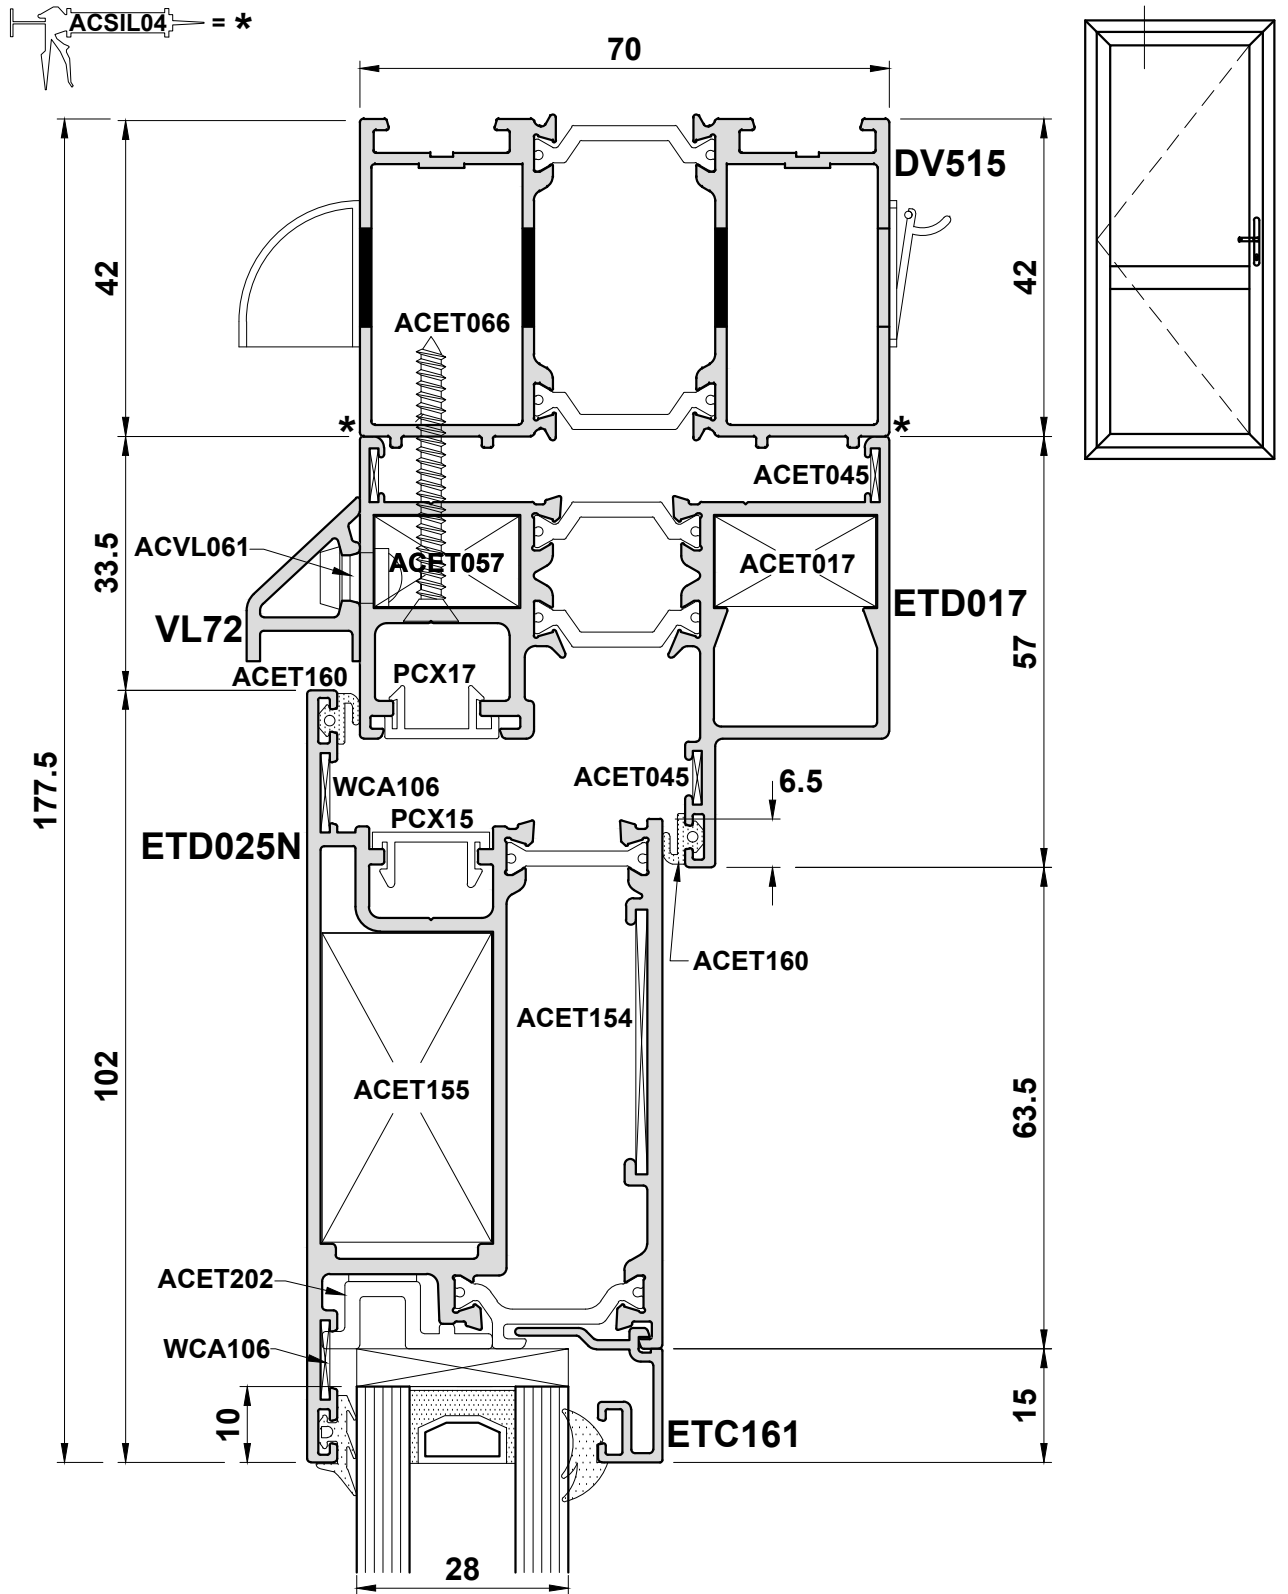 ACSIL04 = *
70
DV515
42
42
ACET066
*
*
ACET045
33.5
ACVL061
ACET057
ACET017
ETD017
VL72
57
ACET160
PCX17
177.5
WCA106
ACET045
6.5
PCX15
ETD025N
ACET160
ACET154
102
ACET155
63.5
ACET202
WCA106
10
15
ETC161
28